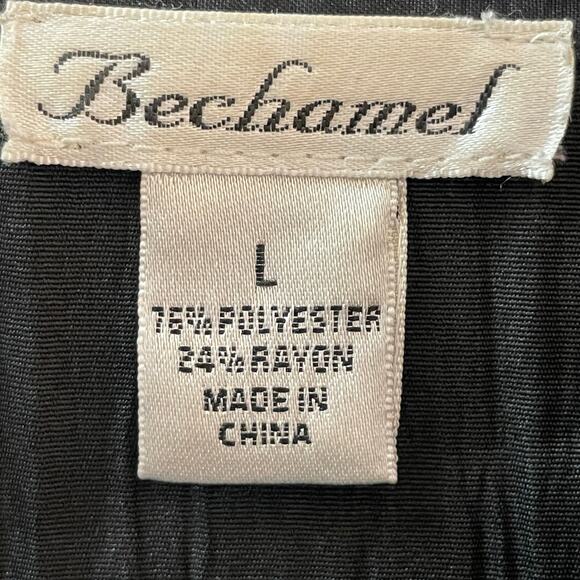 Bechamel
L
76% POLYESTER
24% RAYON
MADE IN
CHINA